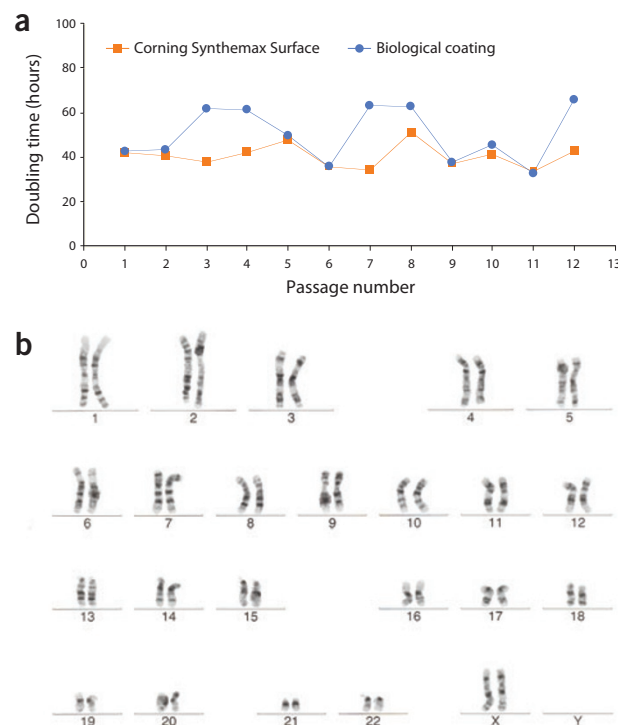 a
Corning Synthemax Surface
Biological coating
100
80
60
40
20
0
Doubling time (hours)
0 1 2 3 4 5 6 7 8 9 10 11 12 13
Passage number
b
1 2 3 4 5
6 7 8 9 10 11 12
13 14 15 16 17 18
19 20 21 22 X Y